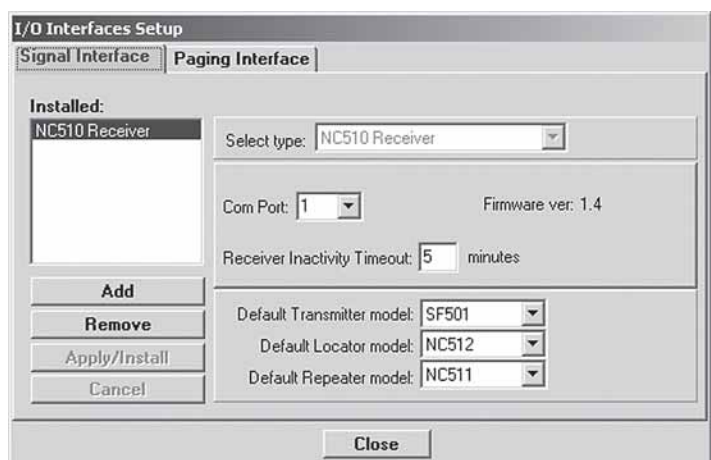 I/O Interfaces Setup
Signal Interface
Paging Interface
Installed:
NC510 Receiver
Select type: NC510 Receiver
Com Port: 1
Firmware ver: 1.4
Receiver Inactivity Timeout: 5 minutes
Add
Remove
Apply/Install
Cancel
Default Transmitter model: SF501
Default Locator model: NC512
Default Repeater model: NC511
Close